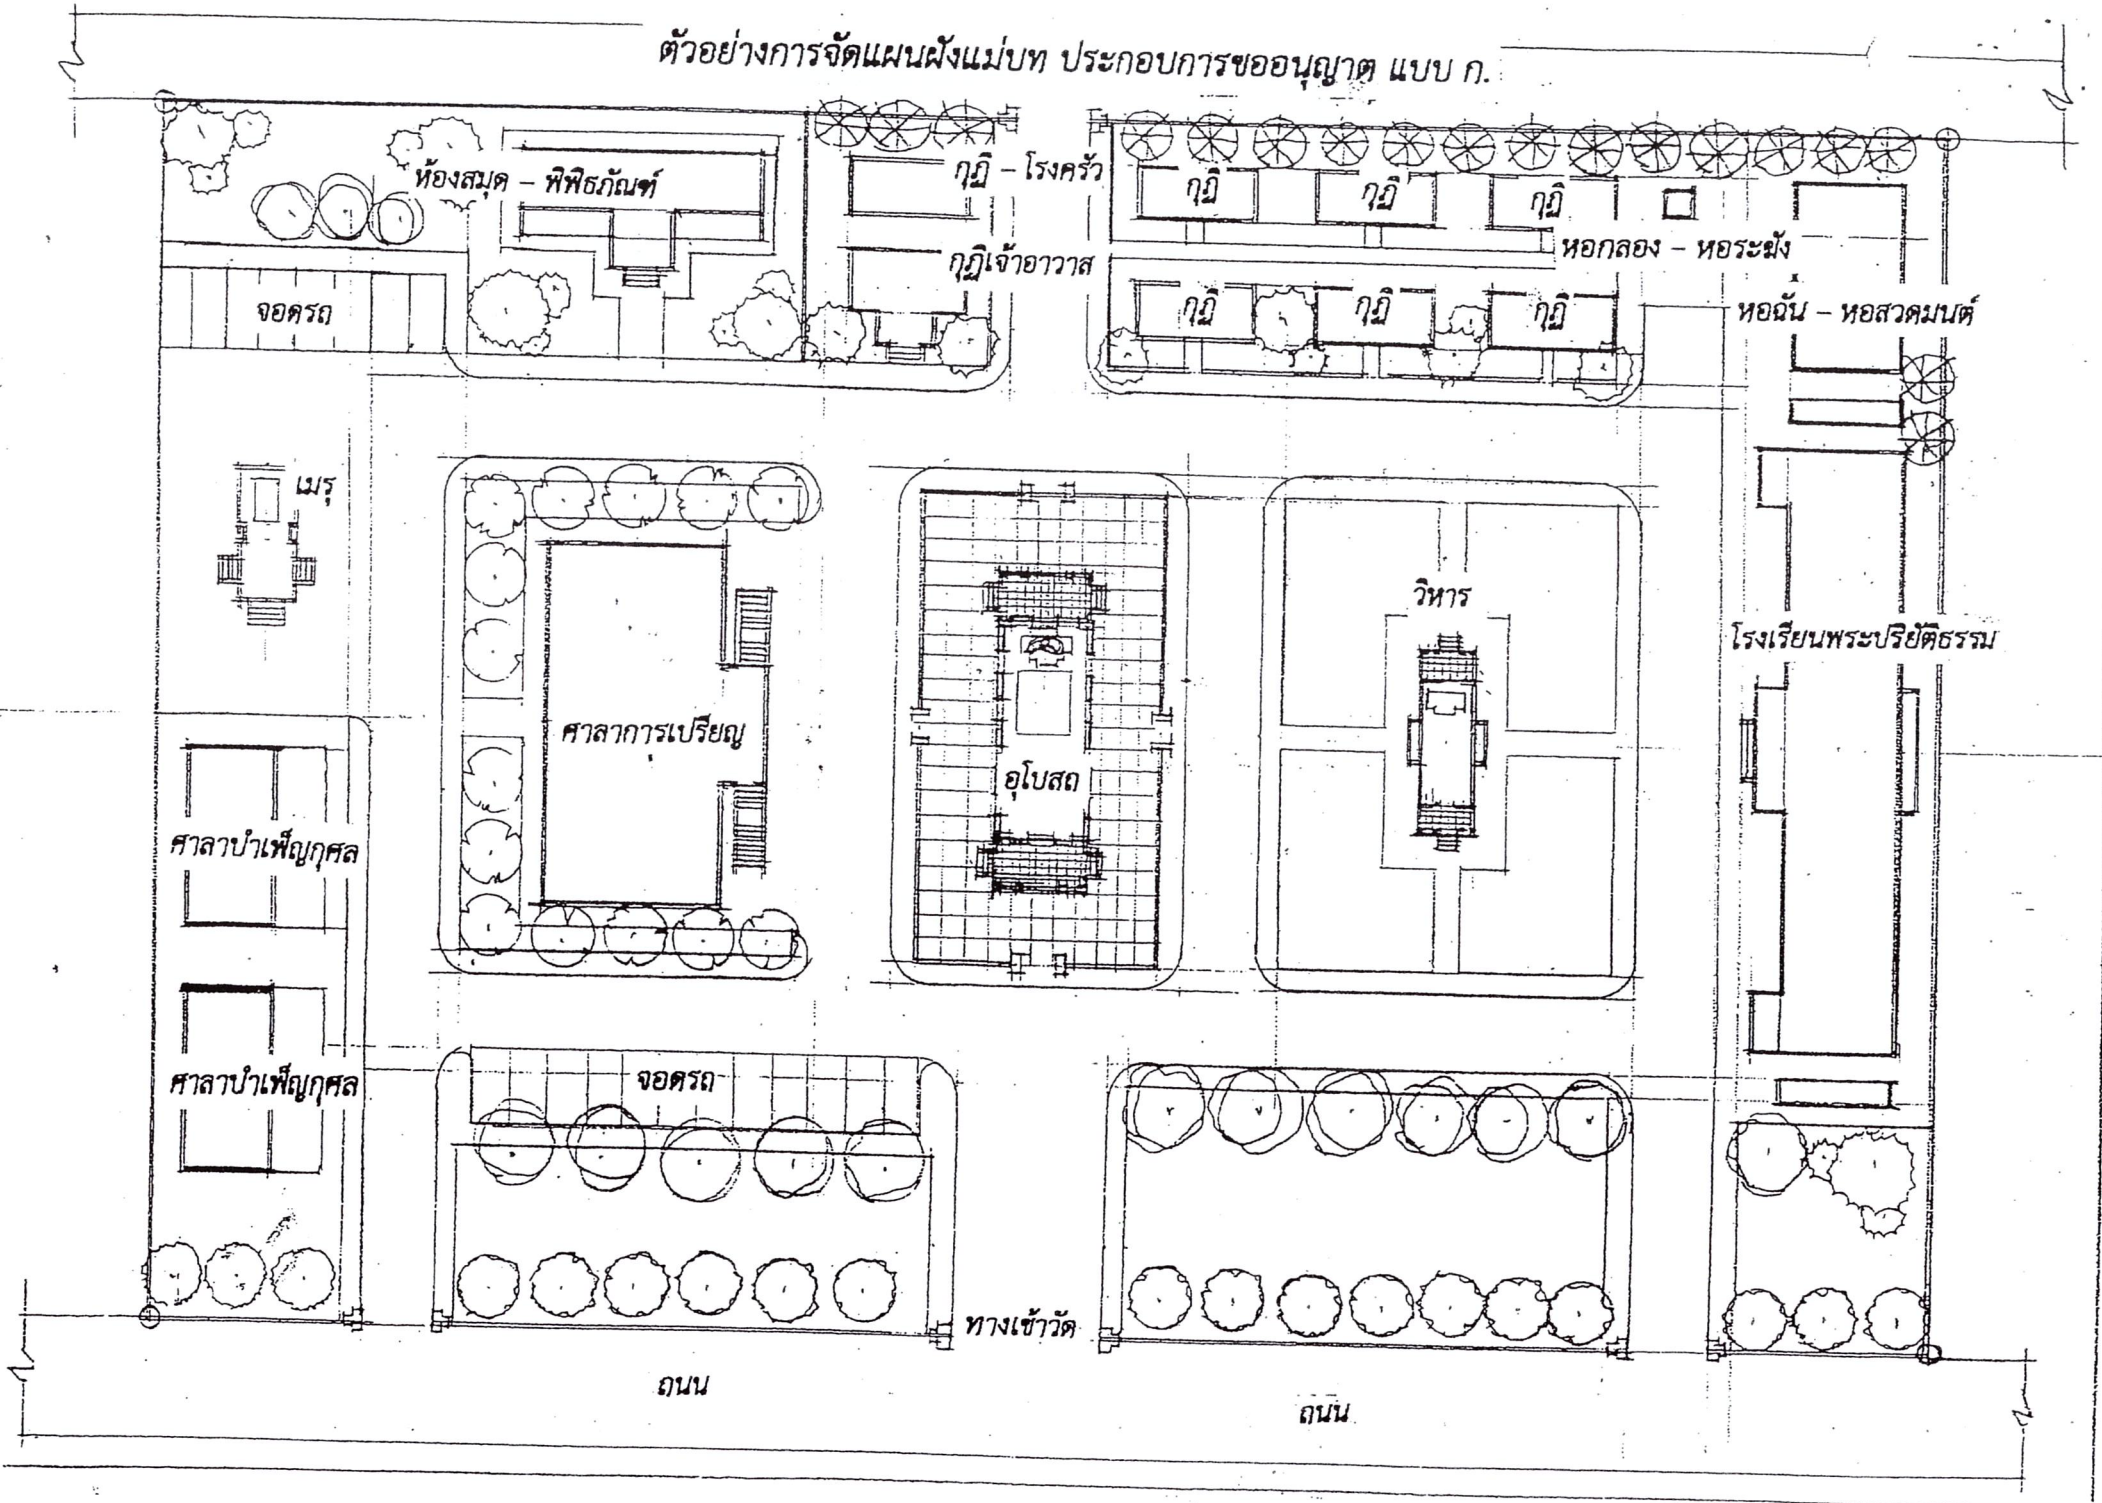 ตัวอย่างการจัดแผนผังแม่บท ประกอบการขออนุญาต แบบ ก.
ห้องสมุด – พิพิธภัณฑ์
กุฏิ – โรงครัว
กุฏิ
กุฏิ
กุฏิ
กุฏิเจ้าอาวาส
หอกลอง – หอระฆัง
จอดรถ
กุฏิ
กุฏิ
กุฏิ
หอฉัน – หอสวดมนต์
เมรุ
วิหาร
โรงเรียนพระปริยัติธรรม
ศาลาการเปรียญ
อุโบสถ
ศาลาบำเพ็ญกุศล
ศาลาบำเพ็ญกุศล
จอดรถ
ทางเข้าวัด
ถนน
ถนน